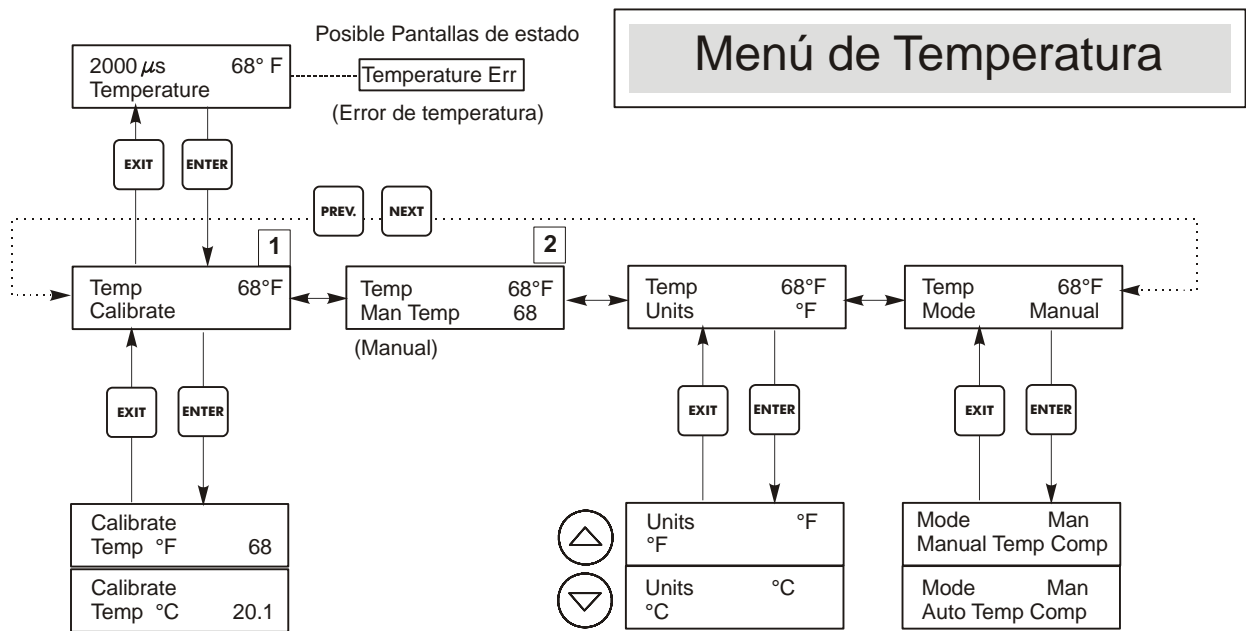 Menú de Temperatura
Posible Pantallas de estado
2000 µs 68° F
Temperature
Temperature Err
(Error de temperatura)
EXIT
ENTER
PREV.
NEXT
1
2
Temp 68°F
Calibrate
Temp 68°F
Man Temp 68
(Manual)
Temp 68°F
Units °F
Temp 68°F
Mode Manual
EXIT
ENTER
EXIT
ENTER
EXIT
ENTER
Calibrate
Temp °F 68
Calibrate
Temp °C 20.1
Units °F
°F
Units °C
°C
Mode Man
Manual Temp Comp
Mode Man
Auto Temp Comp